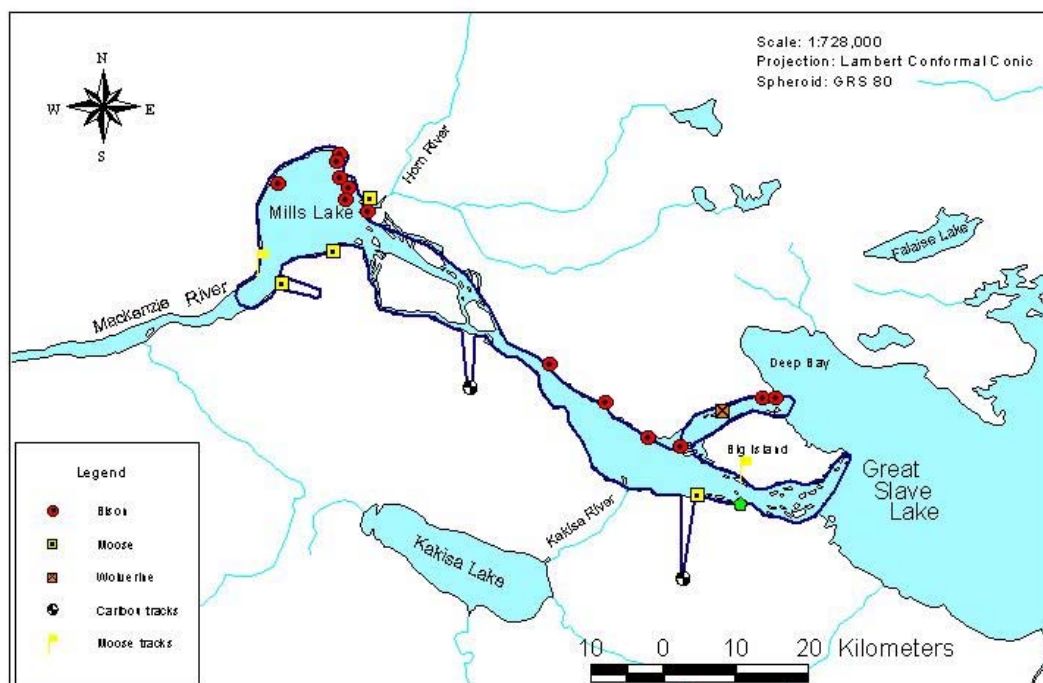 Scale: 1:728,000
Projection: Lambert Conformal Conic
Spheroid: GRS 80
N
W E
S
Horn River
Mills Lake
Falaise Lake
Mackenzie River
Deep Bay
Big Island
Great
Slave
Lake
Kakisa River
Kakisa Lake
Legend
Bison
Moose
Wolverine
Caribou tracks
Moose tracks
10 0 10 20 Kilometers